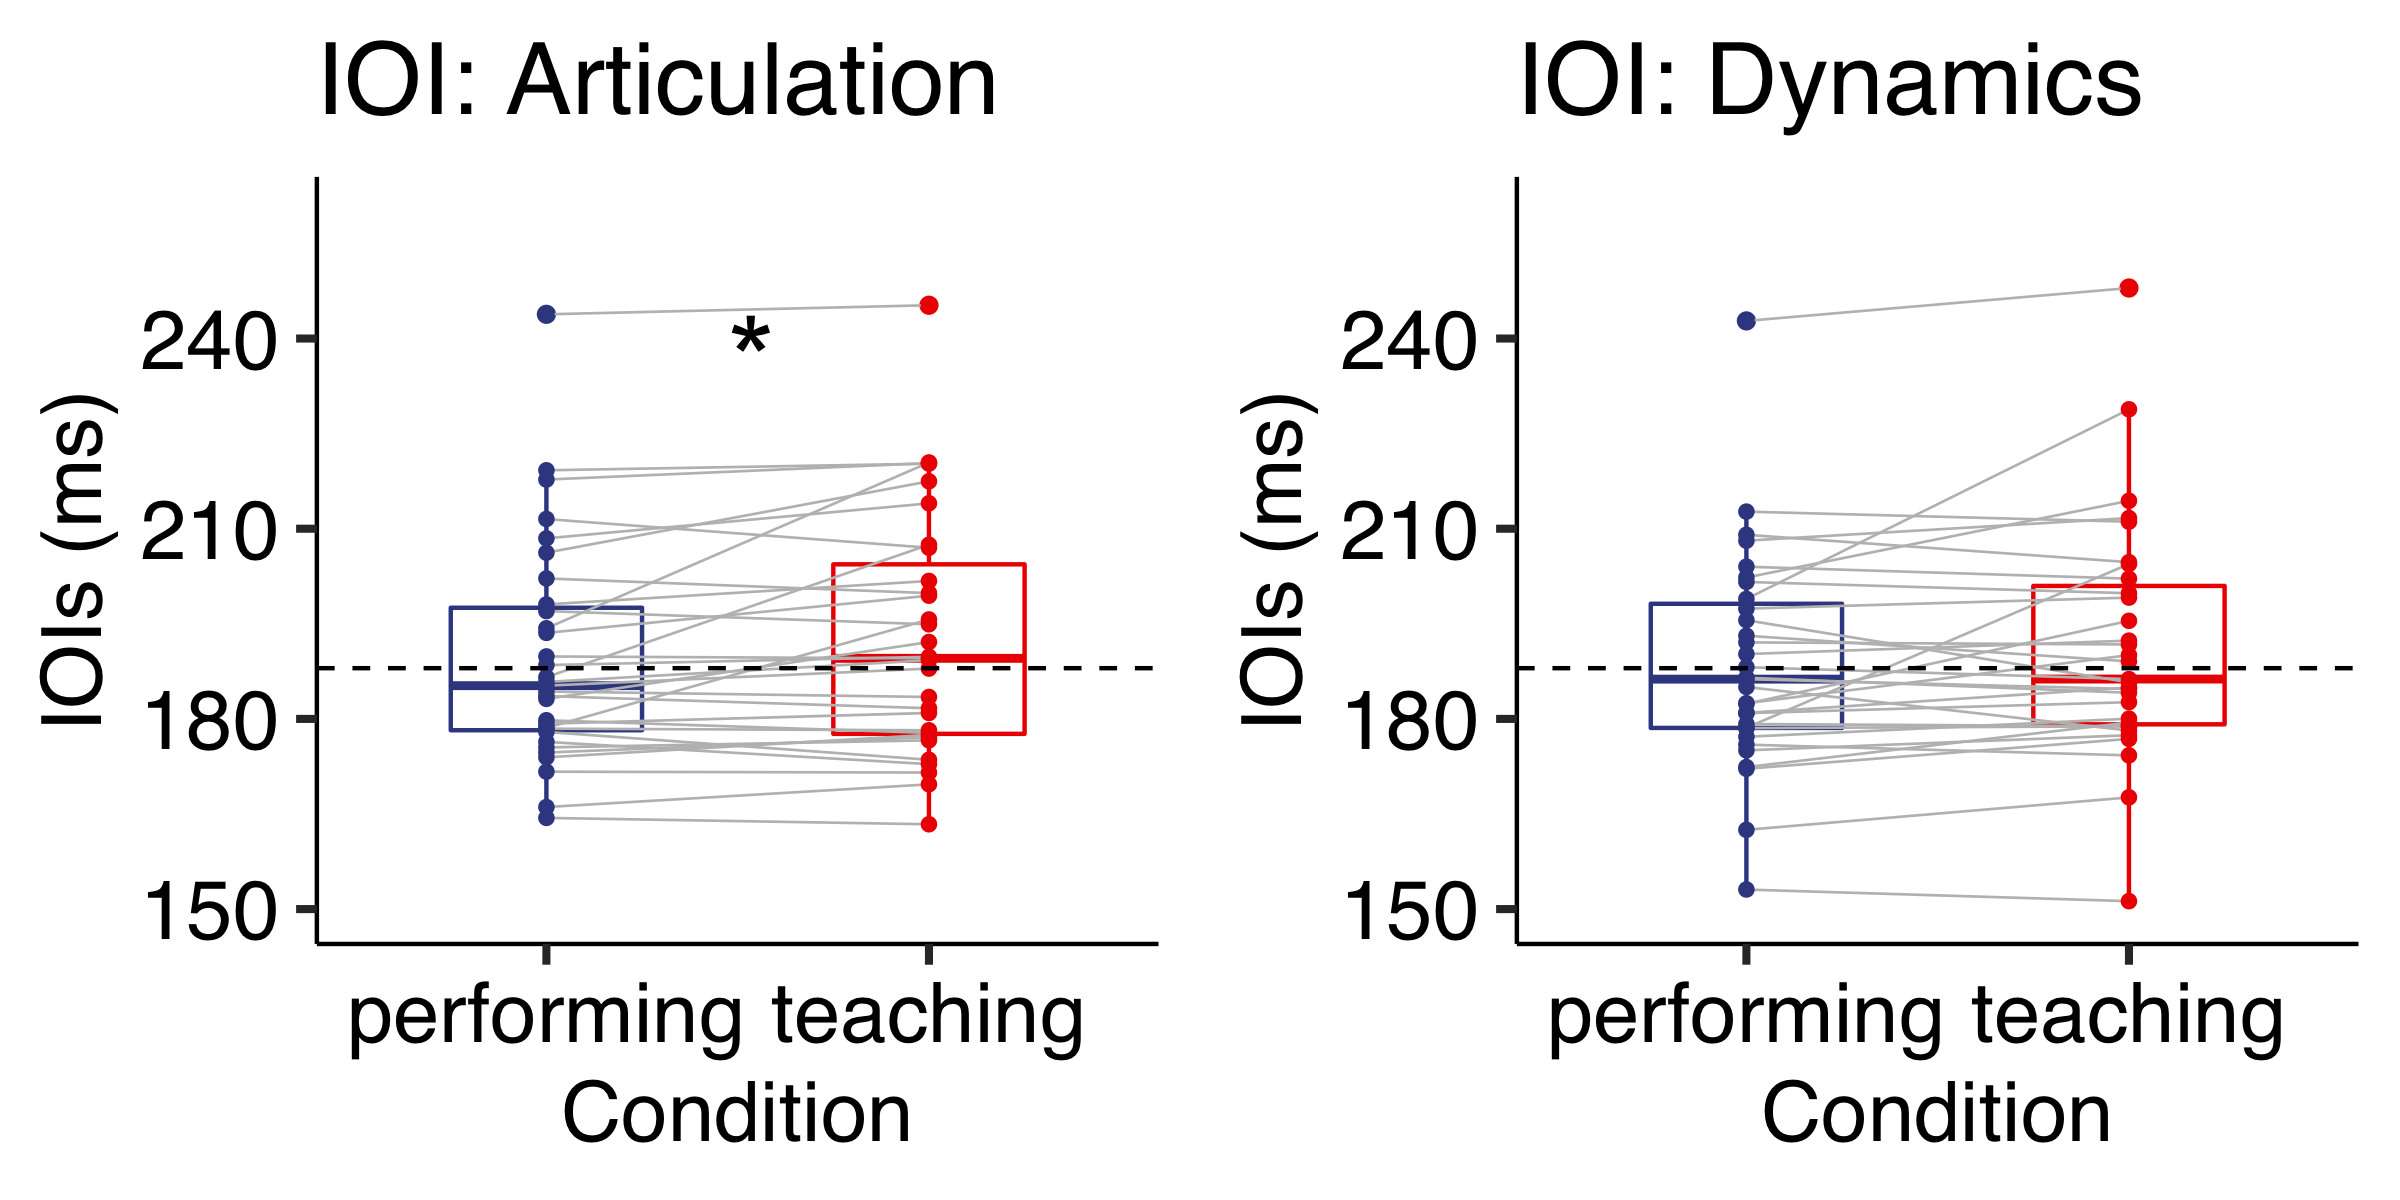 IOI: Articulation
IOIs (ms)
240
*
210
180
150
performing teaching
Condition
IOI: Dynamics
IOIs (ms)
240
210
180
150
performing teaching
Condition